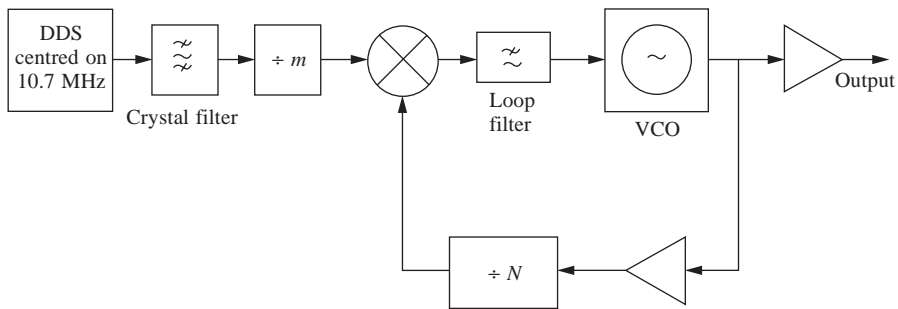 DDS
centred on
10.7 MHz
Crystal filter
÷ m
Loop
filter
~
VCO
Output
÷ N